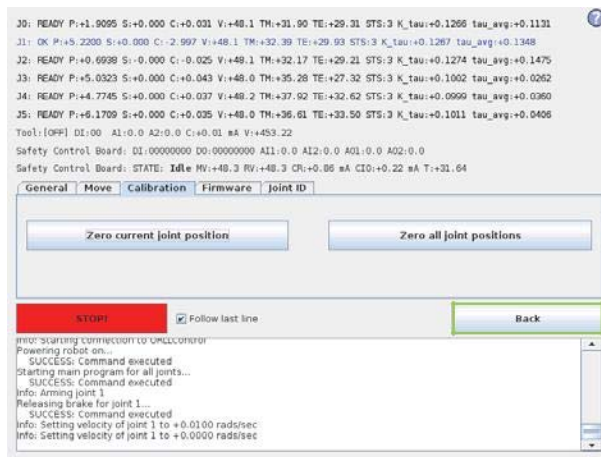 J0: READY P:+1.9095 S:+0.000 C:+0.031 V:+48.1 TM:+31.90 TE:+29.31 STS:3 K_tau:+0.1266 tau_avg:+0.1131
J1: OK P:+5.2200 S:+0.000 C:-2.997 V:+48.1 TM:+32.39 TE:+29.93 STS:3 K_tau:+0.1267 tau_avg:+0.1348
J2: READY P:+0.6938 S:-0.000 C:-0.025 V:+48.1 TM:+32.17 TE:+29.21 STS:3 K_tau:+0.1274 tau_avg:+0.1475
J3: READY P:+5.0323 S:+0.000 C:+0.043 V:+48.0 TM:+35.28 TE:+27.32 STS:3 K_tau:+0.1002 tau_avg:+0.0262
J4: READY P:+4.7745 S:+0.000 C:+0.037 V:+48.2 TM:+37.92 TE:+32.62 STS:3 K_tau:+0.0999 tau_avg:+0.0360
J5: READY P:+6.1709 S:+0.000 C:+0.035 V:+48.0 TM:+36.61 TE:+33.50 STS:3 K_tau:+0.1011 tau_avg:+0.0406
Tool:[OFF] DI:00 A1:0.0 A2:0.0 C:+0.01 mA V:+453.22
Safety Control Board: DI:00000000 DO:00000000 AI1:0.0 AI2:0.0 AO1:0.0 AO2:0.0
Safety Control Board: STATE: Idle MV:+48.3 RV:+48.3 CR:+0.86 mA CIO:+0.22 mA T:+31.64
General Move Calibration Firmware Joint ID
Zero current joint position Zero all joint positions
STOP! Follow last line Back
Info: Starting connection to URLLControl
Powering robot on...
SUCCESS: Command executed
Starting main program for all joints...
SUCCESS: Command executed
Info: Arming joint 1
Releasing brake for joint 1...
SUCCESS: Command executed
Info: Setting velocity of joint 1 to +0.0100 rads/sec
Info: Setting velocity of joint 1 to +0.0000 rads/sec